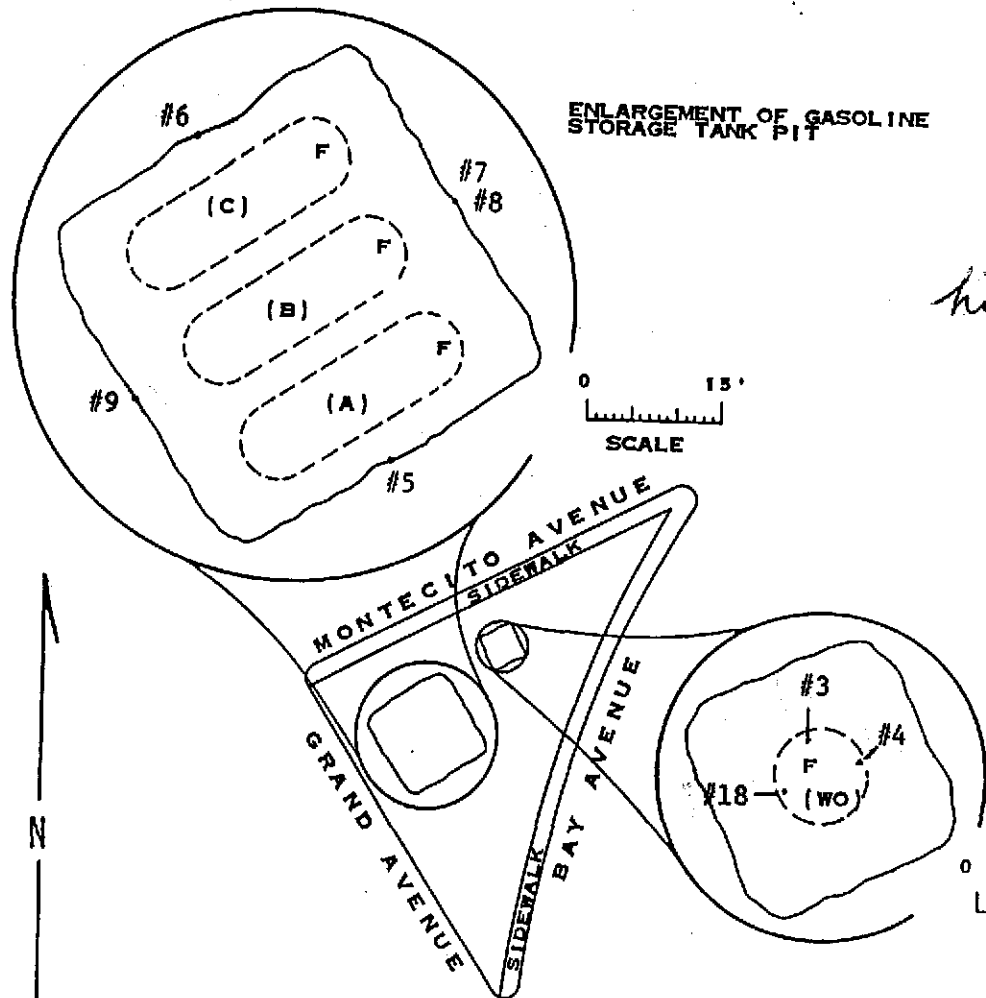 ENLARGEMENT OF GASOLINE
STORAGE TANK PIT
#6
F
#7
(C)
#8
F
(B)
F
#9
(A)
0 15'
SCALE
#5
MONTECITO AVENUE
SIDEWALK
#3
#4
F
#18
(WO)
GRAND AVENUE
SIDEWALK
BAY AVENUE
N
0